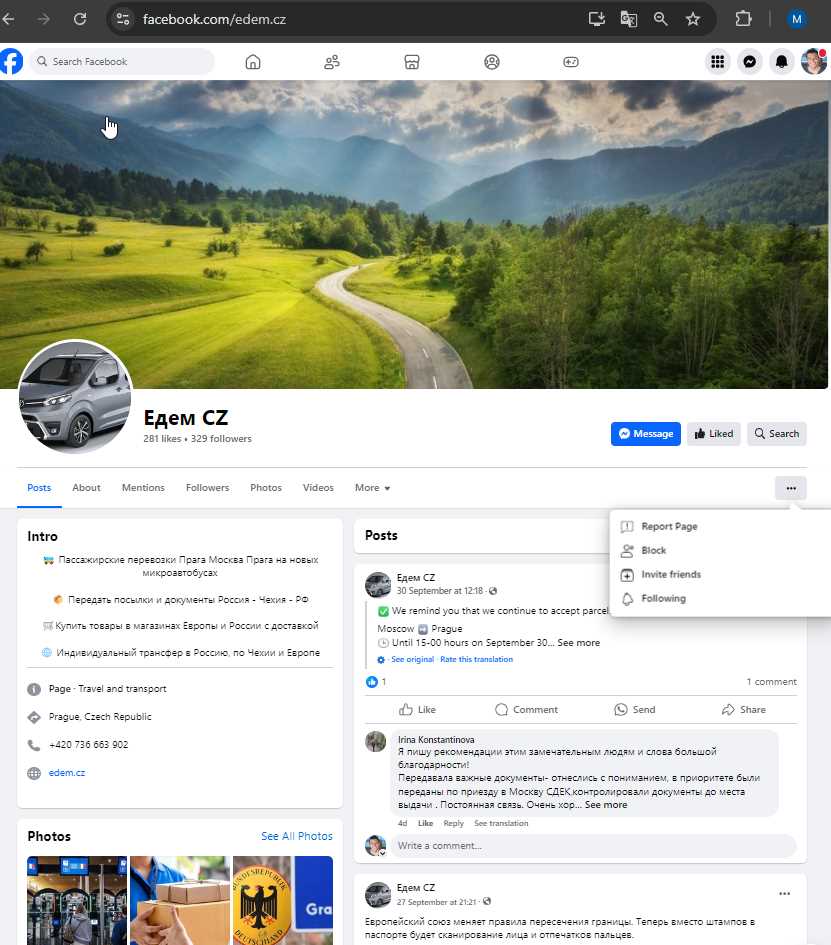 facebook.com/edem.cz
M
Search Facebook
Едем CZ
281 likes • 329 followers
Message
Liked
Search
Posts
About
Mentions
Followers
Photos
Videos
More
Report Page
Block
Invite friends
Following
Intro
Пассажирские перевозки Прага Москва Прага на новых
микроавтобусах
Передать посылки и документы Россия - Чехия - РФ
Купить товары в магазинах Европы и России с доставкой
Индивидуальный трансфер в Россию, по Чехии и Европе
Page · Travel and transport
Prague, Czech Republic
+420 736 663 902
edem.cz
Photos
See All Photos
BUNDESREPUBLIK
DEUTSCHLAND
Gra
Posts
Едем CZ
30 September at 12:18 ·
✅ We remind you that we continue to accept parcel
Moscow ➡️ Prague
🕒 Until 15-00 hours on September 30... See more
· See original · Rate this translation
1
1 comment
Like
Comment
Send
Share
Irina Konstantinova
Я пишу рекомендации этим замечательным людям и слова большой
благодарности!
Передавала важные документы- отнеслись с пониманием, в приоритете были
переданы по приезду в Москву СДЕК,контролировали документы до места
выдачи . Постоянная связь. Очень хор... See more
4d Like Reply See translation
Write a comment...
Едем CZ
27 September at 21:21 ·
Европейский союз меняет правила пересечения границы. Теперь вместо штампов в
паспорте будет сканирование лица и отпечатков пальцев.